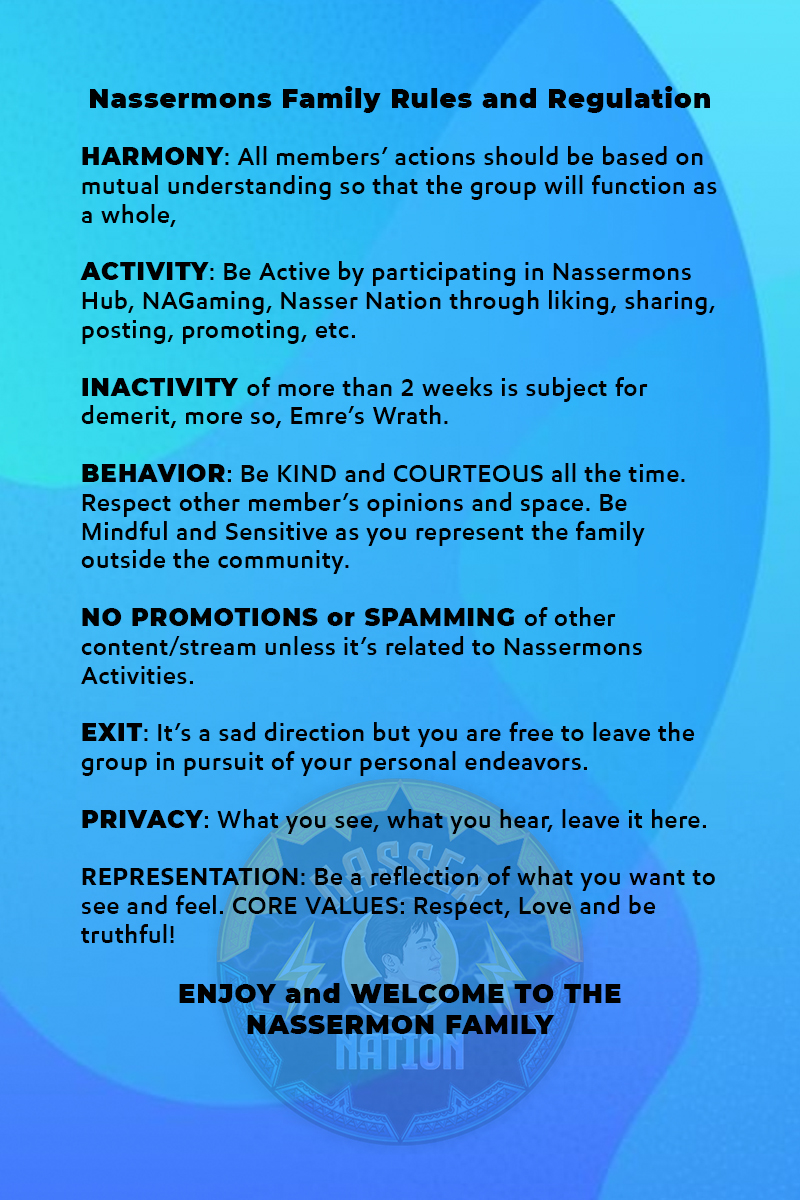 Nassermons Family Rules and Regulation
HARMONY: All members’ actions should be based on
mutual understanding so that the group will function as
a whole,
ACTIVITY: Be Active by participating in Nassermons
Hub, NAGaming, Nasser Nation through liking, sharing,
posting, promoting, etc.
INACTIVITY of more than 2 weeks is subject for
demerit, more so, Emre’s Wrath.
BEHAVIOR: Be KIND and COURTEOUS all the time.
Respect other member’s opinions and space. Be
Mindful and Sensitive as you represent the family
outside the community.
NO PROMOTIONS or SPAMMING of other
content/stream unless it’s related to Nassermons
Activities.
EXIT: It’s a sad direction but you are free to leave the
group in pursuit of your personal endeavors.
PRIVACY: What you see, what you hear, leave it here.
REPRESENTATION: Be a reflection of what you want to
see and feel. CORE VALUES: Respect, Love and be
truthful!
ENJOY and WELCOME TO THE
NASSERMON FAMILY
NASSER
NATION